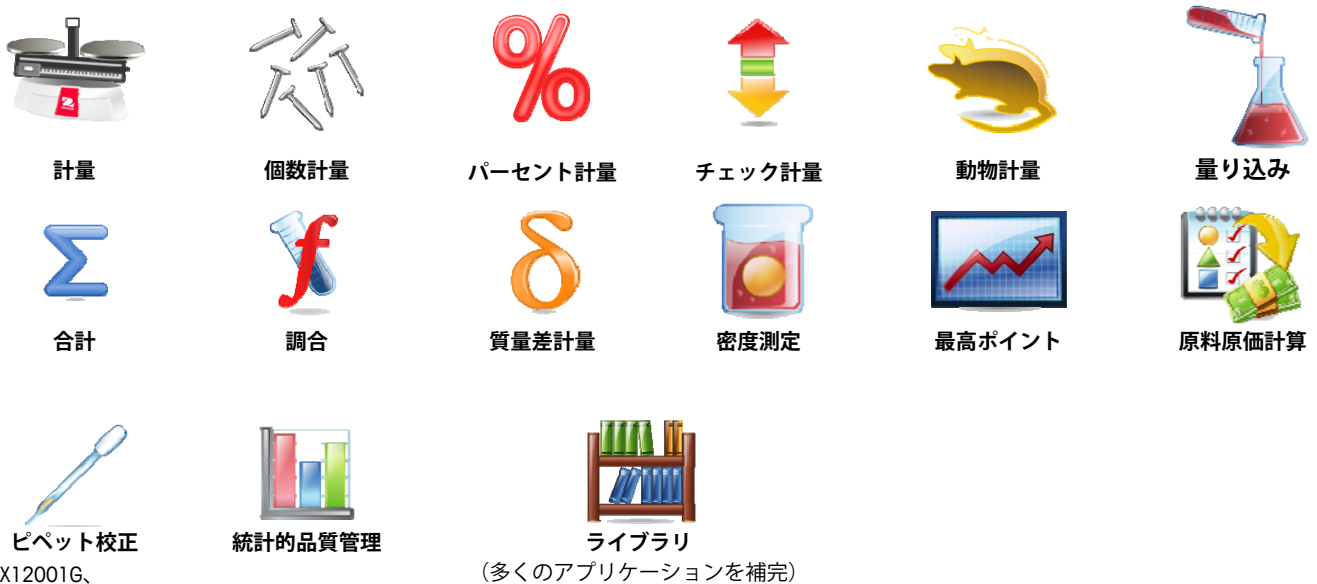 計量
個数計量
パーセント計量
チェック計量
動物計量
量り込み
合計
調合
質量差計量
密度測定
最高ポイント
原料原価計算
ピペット校正
統計的品質管理
ライブラリ
X12001G、
（多くのアプリケーションを補完）